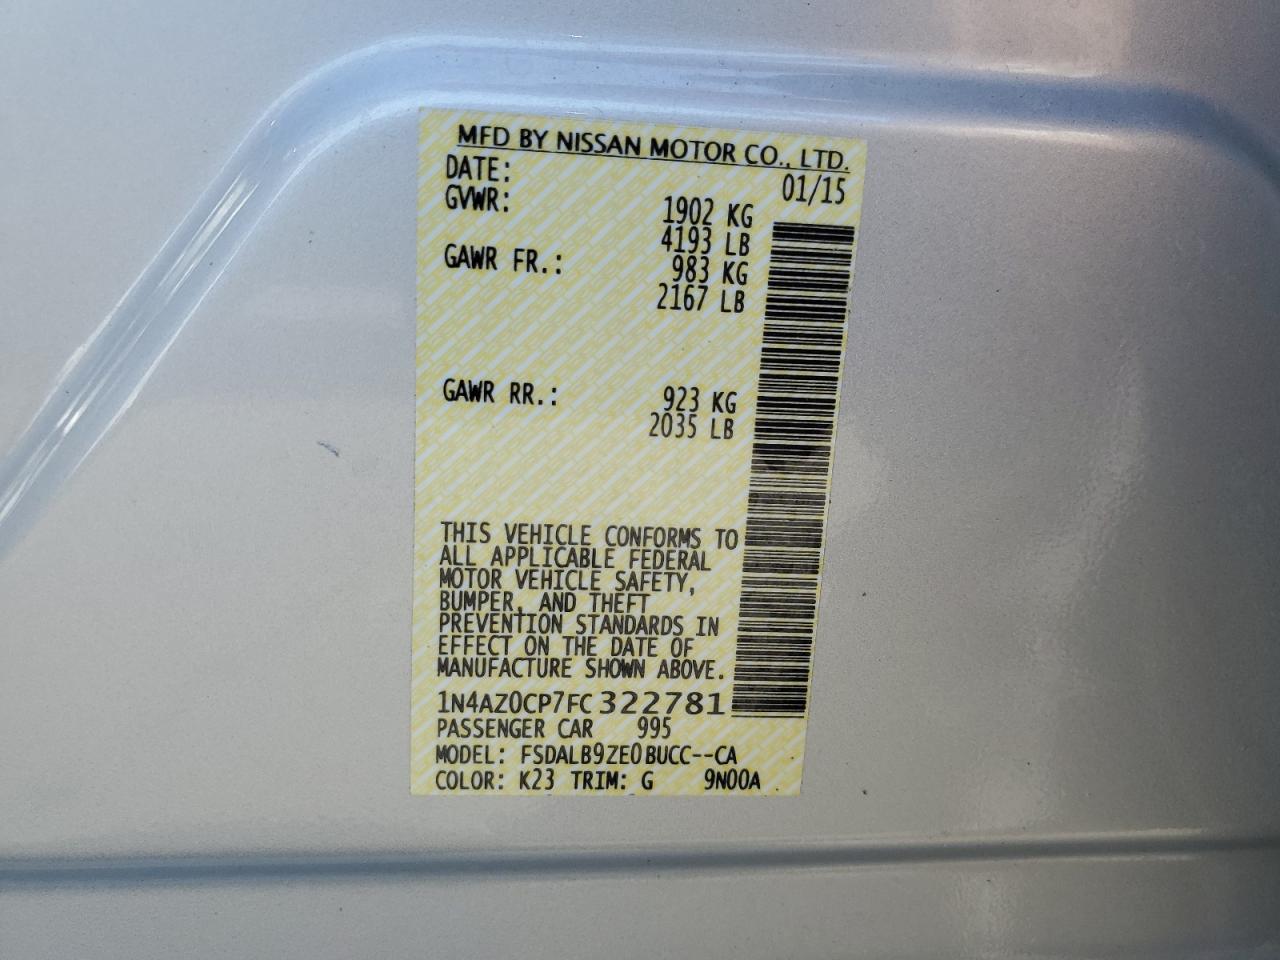 MFD BY NISSAN MOTOR CO., LTD.
DATE: 01/15
GVWR: 1902 KG
4193 LB
GAWR FR.: 983 KG
2167 LB
GAWR RR.: 923 KG
2035 LB
THIS VEHICLE CONFORMS TO
ALL APPLICABLE FEDERAL
MOTOR VEHICLE SAFETY,
BUMPER, AND THEFT
PREVENTION STANDARDS IN
EFFECT ON THE DATE OF
MANUFACTURE SHOWN ABOVE.
1N4AZ0CP7FC322781
PASSENGER CAR 995
MODEL: FSDALB9ZE0BUCC--CA
COLOR: K23 TRIM: G 9N00A